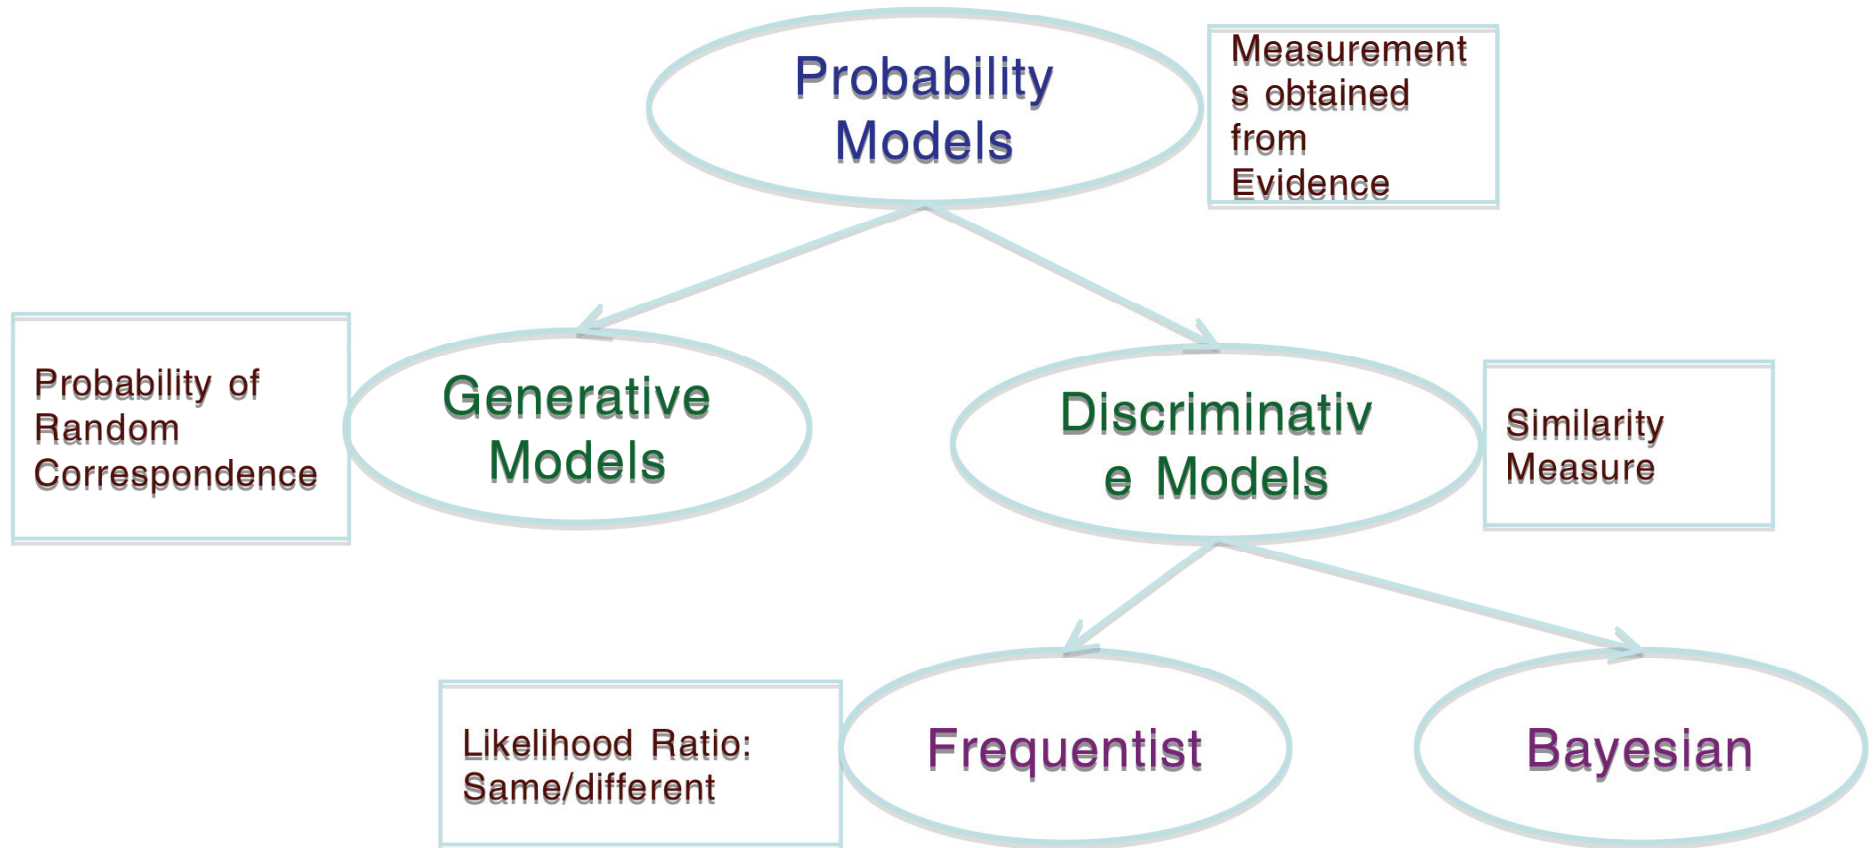 Probability
Models
Measurement
s obtained
from
Evidence
Probability of
Random
Correspondence
Generative
Models
Discriminativ
e Models
Similarity
Measure
Likelihood Ratio:
Same/different
Frequentist
Bayesian